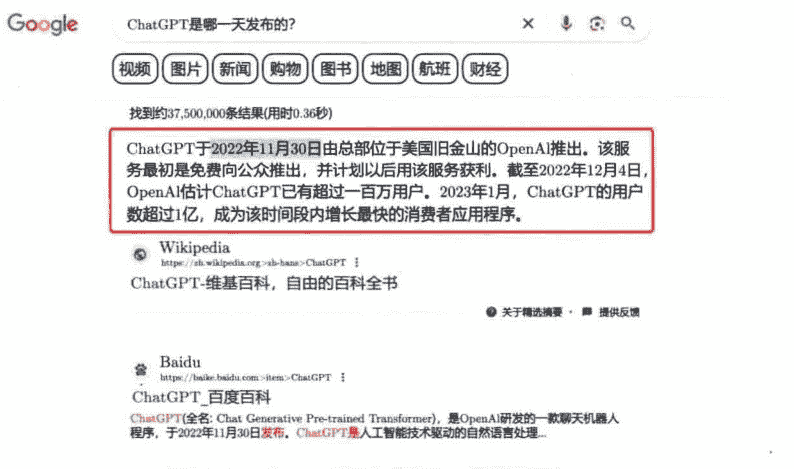 Google
ChatGPT是哪一天发布的?
视频 图片 新闻 购物 图书 地图 航班 财经
找到约37,500,000条结果(用时0.36秒)
ChatGPT于2022年11月30日由总部位于美国旧金山的OpenAI推出。该服
务最初是免费向公众推出，并计划以后用该服务获利。截至2022年12月4日，
OpenAI估计ChatGPT已有超过一百万用户。2023年1月，ChatGPT的用户
数超过1亿，成为该时间段内增长最快的消费者应用程序。
Wikipedia
https://zh.wikipedia.org>zh-hans>ChatGPT
ChatGPT-维基百科，自由的百科全书
关于精选摘要 · 提供反馈
Baidu
https://baike.baidu.com>item>ChatGPT
ChatGPT_百度百科
ChatGPT(全名: Chat Generative Pre-trained Transformer)，是OpenAI研发的一款聊天机器人
程序，于2022年11月30日发布。ChatGPT是人工智能技术驱动的自然语言处理...